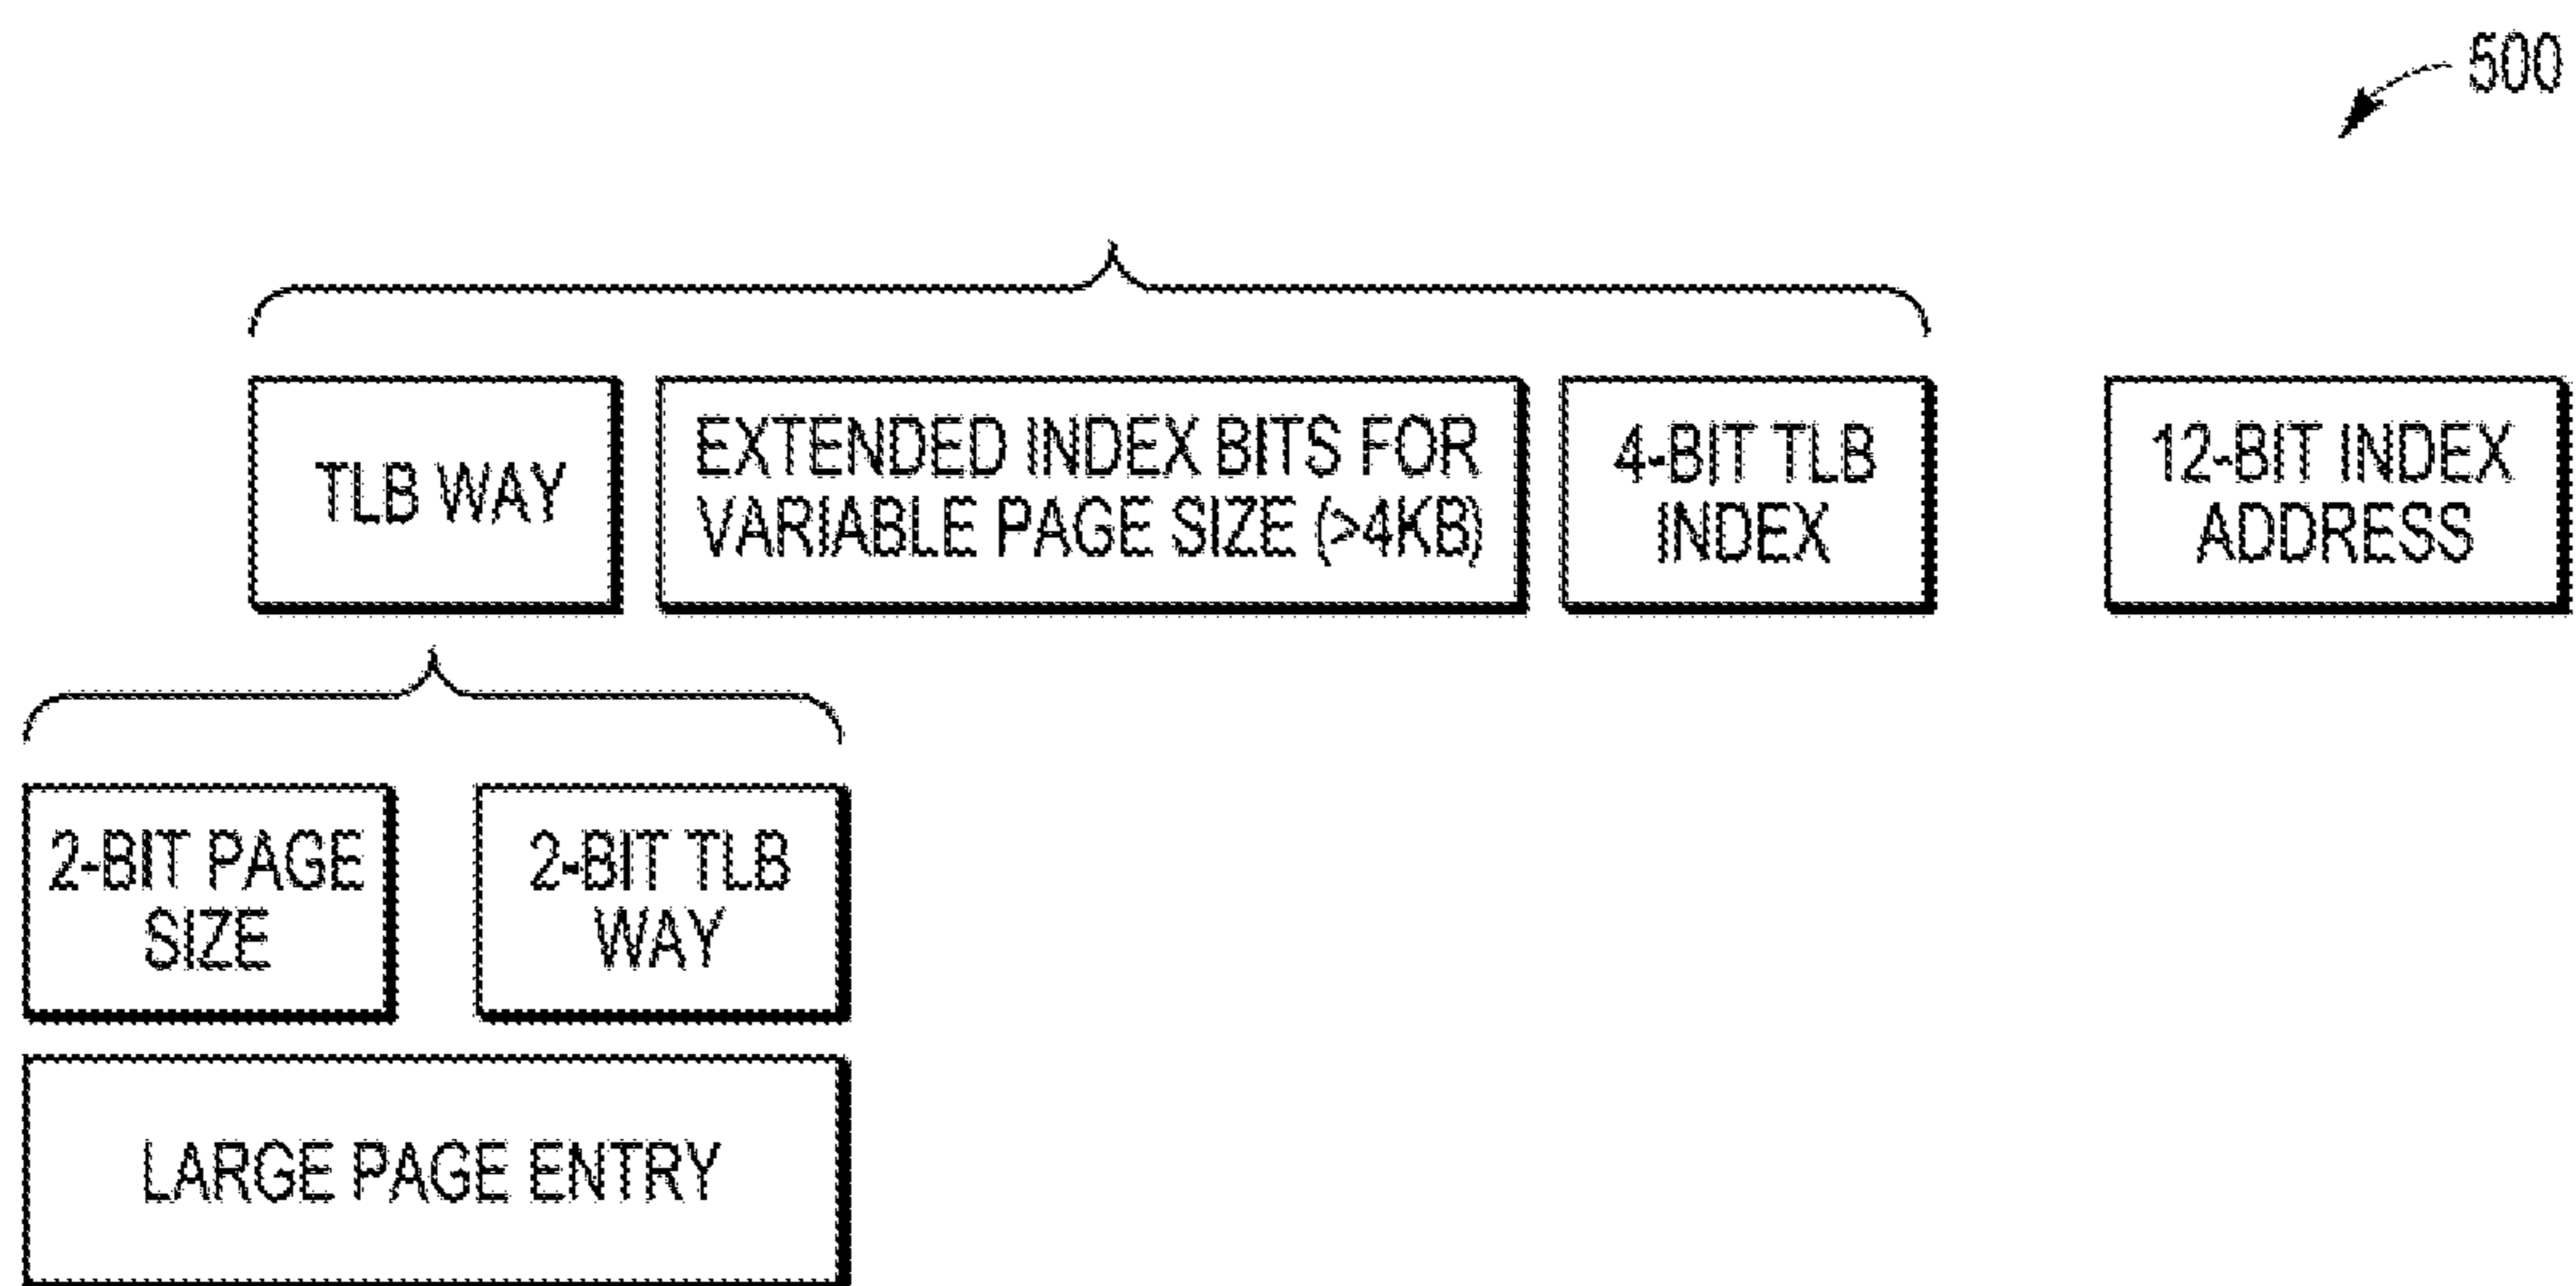 500
TLB WAY
EXTENDED INDEX BITS FOR
VARIABLE PAGE SIZE (>4KB)
4-BIT TLB
INDEX
12-BIT INDEX
ADDRESS
2-BIT PAGE
SIZE
2-BIT TLB
WAY
LARGE PAGE ENTRY